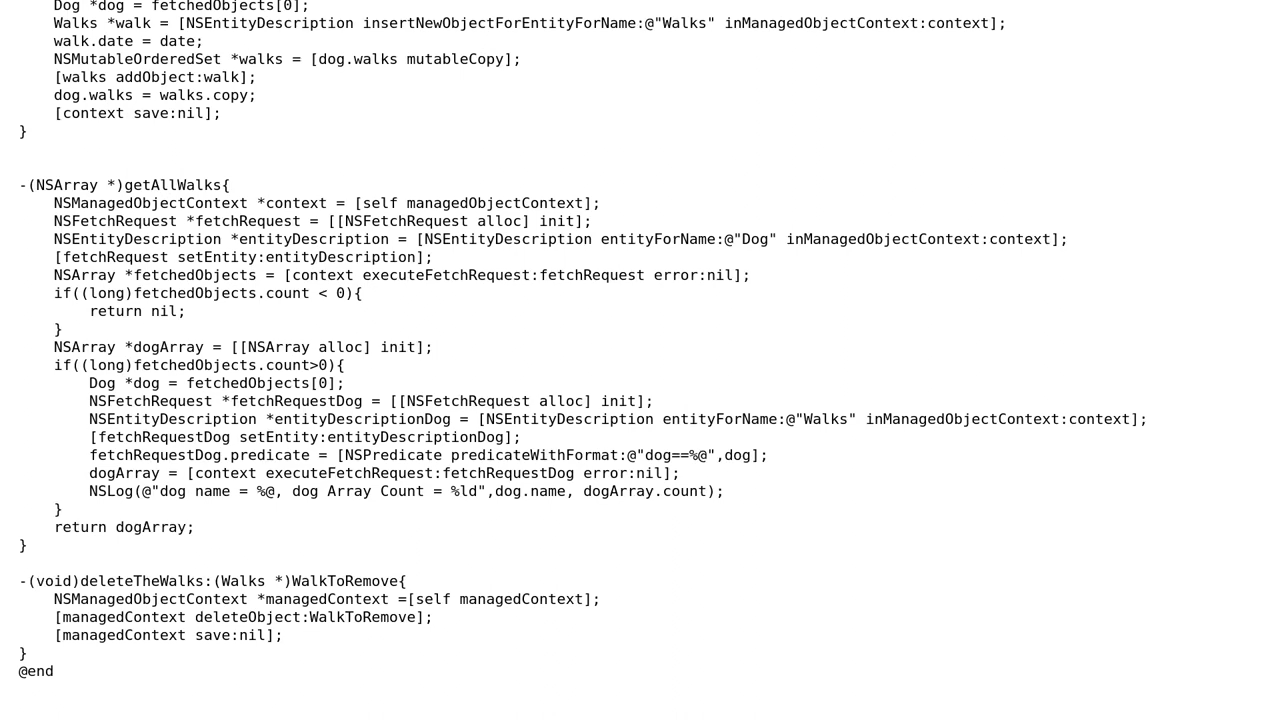 Dog *dog = fetchedObjects[0];
    Walks *walk = [NSEntityDescription insertNewObjectForEntityForName:@"Walks" inManagedObjectContext:context];
    walk.date = date;
    NSMutableOrderedSet *walks = [dog.walks mutableCopy];
    [walks addObject:walk];
    dog.walks = walks.copy;
    [context save:nil];
}
-(NSArray *)getAllWalks{
    NSManagedObjectContext *context = [self managedObjectContext];
    NSFetchRequest *fetchRequest = [[NSFetchRequest alloc] init];
    NSEntityDescription *entityDescription = [NSEntityDescription entityForName:@"Dog" inManagedObjectContext:context];
    [fetchRequest setEntity:entityDescription];
    NSArray *fetchedObjects = [context executeFetchRequest:fetchRequest error:nil];
    if((long)fetchedObjects.count < 0){
        return nil;
    }
    NSArray *dogArray = [[NSArray alloc] init];
    if((long)fetchedObjects.count>0){
        Dog *dog = fetchedObjects[0];
        NSFetchRequest *fetchRequestDog = [[NSFetchRequest alloc] init];
        NSEntityDescription *entityDescriptionDog = [NSEntityDescription entityForName:@"Walks" inManagedObjectContext:context];
        [fetchRequestDog setEntity:entityDescriptionDog];
        fetchRequestDog.predicate = [NSPredicate predicateWithFormat:@"dog==%@",dog];
        dogArray = [context executeFetchRequest:fetchRequestDog error:nil];
        NSLog(@"dog name = %@, dog Array Count = %ld",dog.name, dogArray.count);
    }
    return dogArray;
}
-(void)deleteTheWalks:(Walks *)WalkToRemove{
    NSManagedObjectContext *managedContext =[self managedContext];
    [managedContext deleteObject:WalkToRemove];
    [managedContext save:nil];
}
@end